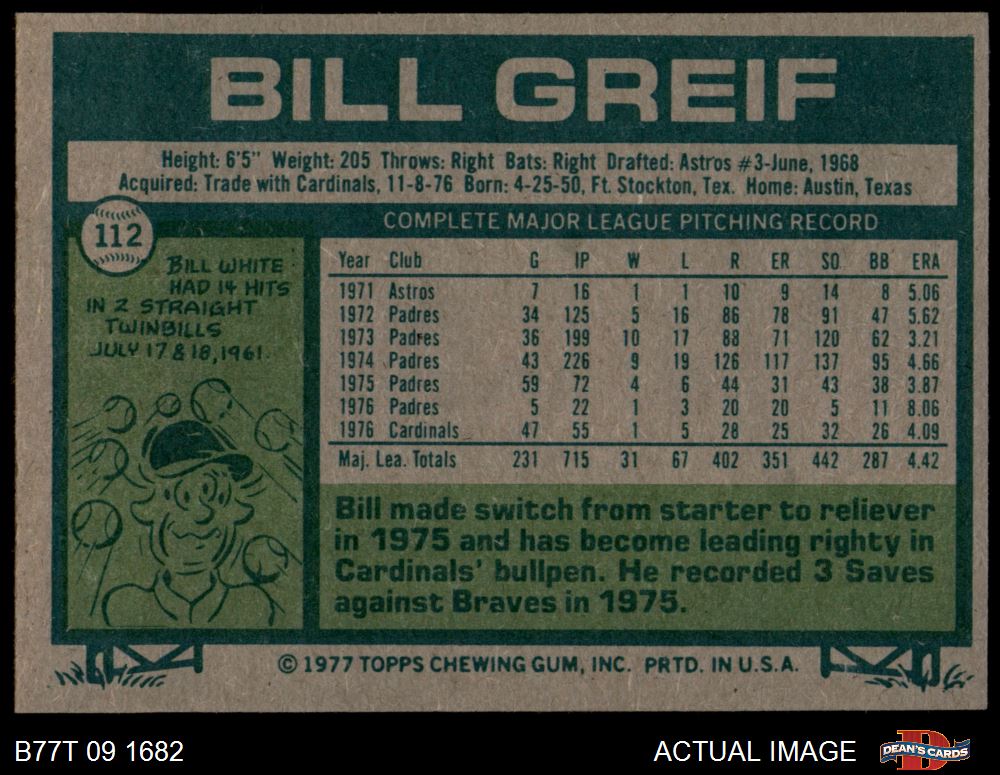 BILL GREIF
Height: 6'5" Weight: 205 Throws: Right Bats: Right Drafted: Astros #3-June, 1968
Acquired: Trade with Cardinals, 11-8-76 Born: 4-25-50, Ft. Stockton, Tex. Home: Austin, Texas
112
BILL WHITE
HAD 14 HITS
IN 2 STRAIGHT
TWINBILLS
JULY 17 & 18, 1961.
COMPLETE MAJOR LEAGUE PITCHING RECORD
Year Club G IP W L R ER SO BB ERA
1971 Astros 7 16 1 1 10 9 14 8 5.06
1972 Padres 34 125 5 16 86 78 91 47 5.62
1973 Padres 36 199 10 17 88 71 120 62 3.21
1974 Padres 43 226 9 19 126 117 137 95 4.66
1975 Padres 59 72 4 6 44 31 43 38 3.87
1976 Padres 5 22 1 3 20 20 5 11 8.06
1976 Cardinals 47 55 1 5 28 25 32 26 4.09
Maj. Lea. Totals 231 715 31 67 402 351 442 287 4.42
Bill made switch from starter to reliever
in 1975 and has become leading righty in
Cardinals' bullpen. He recorded 3 Saves
against Braves in 1975.
© 1977 TOPPS CHEWING GUM, INC. PRTD. IN U.S.A.
B77T 09 1682
ACTUAL IMAGE
DEAN'S CARDS